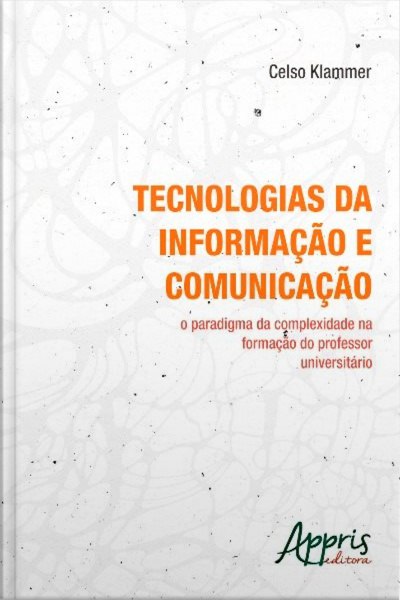 Celso Klammer
TECNOLOGIAS DA
INFORMAÇÃO E
COMUNICAÇÃO
o paradigma da complexidade na
formação do professor
universitário
Appris
editora